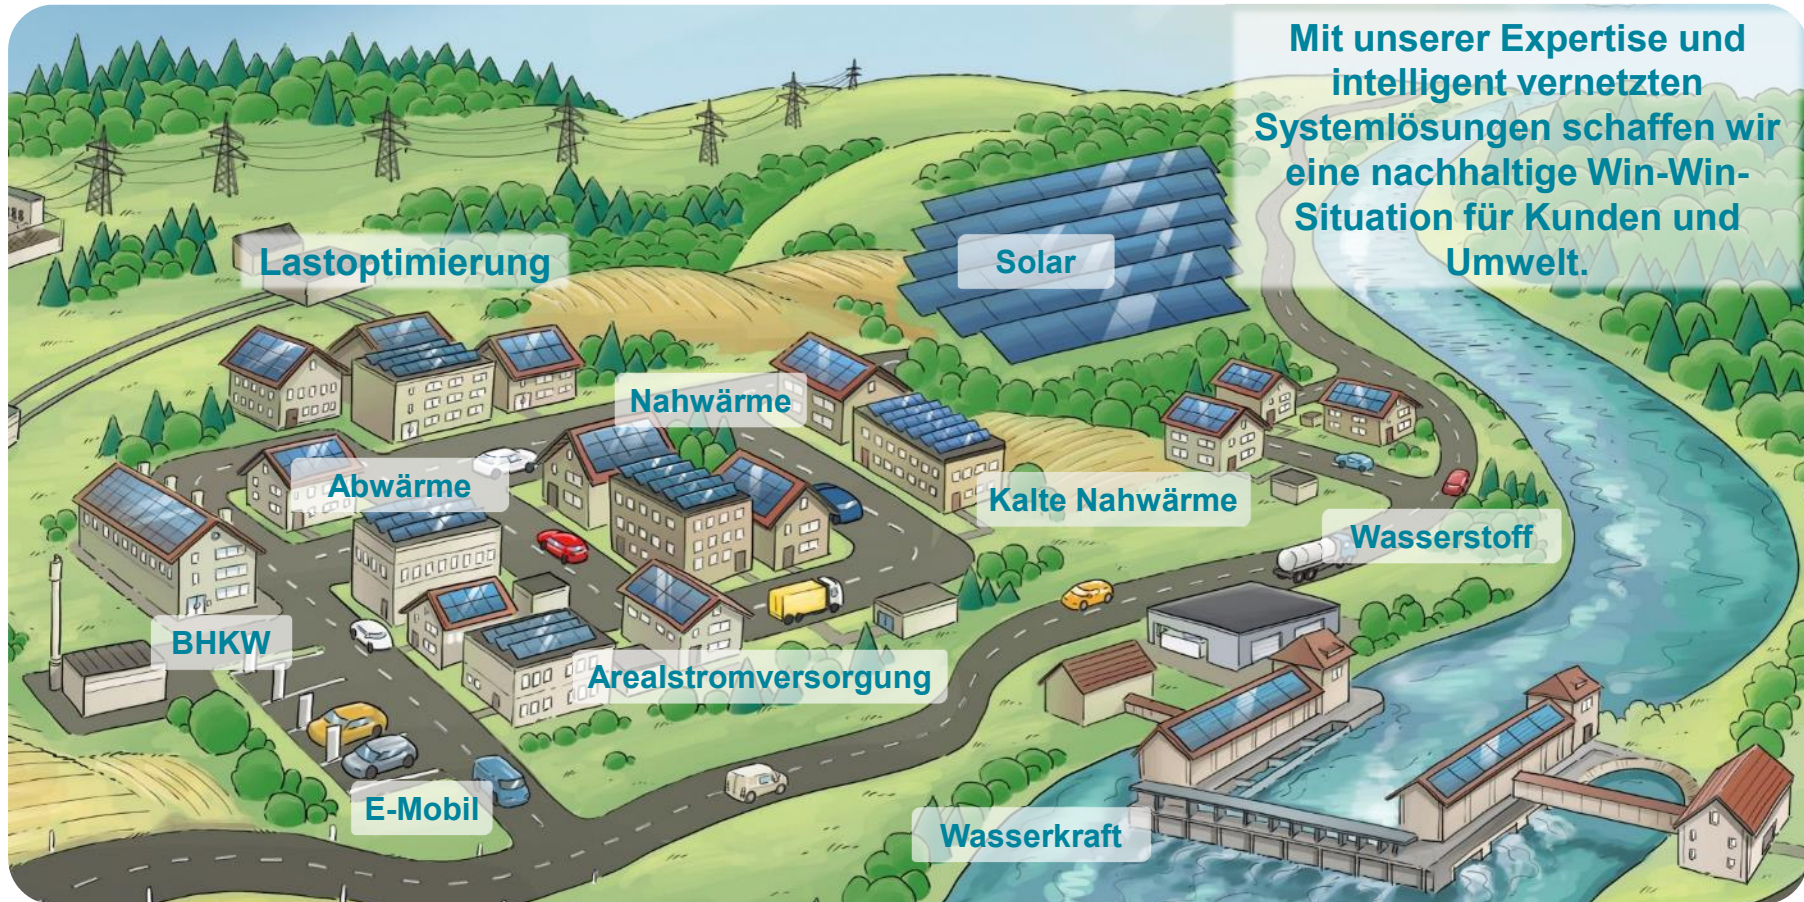 Mit unserer Expertise und
intelligent vernetzten
Systemlösungen schaffen wir
eine nachhaltige Win-Win-
Situation für Kunden und
Umwelt.
Lastoptimierung
Solar
Nahwärme
Abwärme
Kalte Nahwärme
Wasserstoff
BHKW
Arealstromversorgung
E-Mobil
Wasserkraft